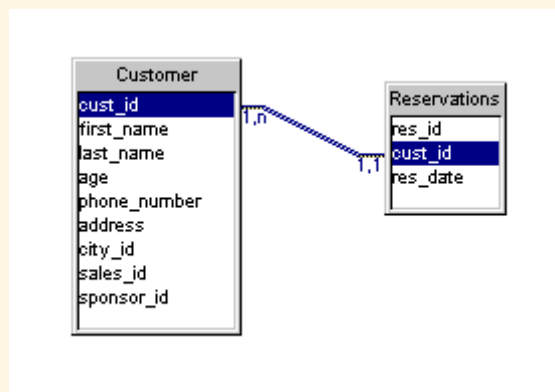 Customer
cust_id
first_name
last_name
age
phone_number
address
city_id
sales_id
sponsor_id
1,n
1,1
Reservations
res_id
cust_id
res_date